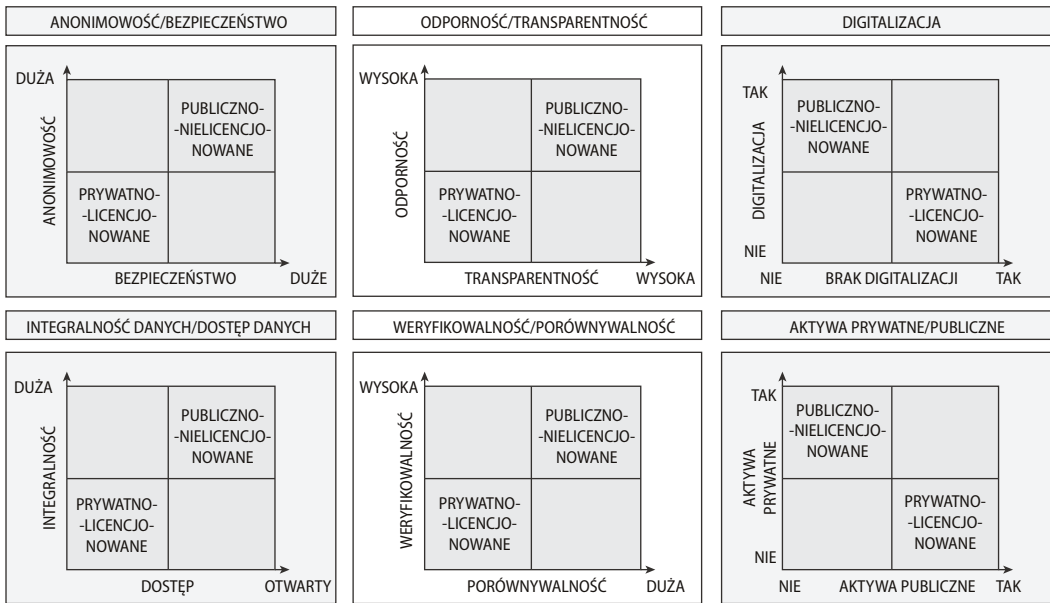 ANONIMOWOŚĆ/BEZPIECZEŃSTWO
DUŻA
ANONIMOWOŚĆ
PUBLICZNO-
-NIELICENCJO-
NOWANE
PRYWATNO-
-LICENCJO-
NOWANE
BEZPIECZEŃSTWO
DUŻE
ODPORNOŚĆ/TRANSPARENTNOŚĆ
WYSOKA
ODPORNOŚĆ
PUBLICZNO-
-NIELICENCJO-
NOWANE
PRYWATNO-
-LICENCJO-
NOWANE
TRANSPARENTNOŚĆ
WYSOKA
DIGITALIZACJA
TAK
DIGITALIZACJA
PUBLICZNO-
-NIELICENCJO-
NOWANE
PRYWATNO-
-LICENCJO-
NOWANE
NIE
NIE
BRAK DIGITALIZACJI
TAK
INTEGRALNOŚĆ DANYCH/DOSTĘP DANYCH
DUŻA
INTEGRALNOŚĆ
PUBLICZNO-
-NIELICENCJO-
NOWANE
PRYWATNO-
-LICENCJO-
NOWANE
DOSTĘP
OTWARTY
WERYFIKOWALNOŚĆ/PORÓWNYWALNOŚĆ
WYSOKA
WERYFIKOWALNOŚĆ
PUBLICZNO-
-NIELICENCJO-
NOWANE
PRYWATNO-
-LICENCJO-
NOWANE
PORÓWNYWALNOŚĆ
DUŻA
AKTYWA PRYWATNE/PUBLICZNE
TAK
AKTYWA
PRYWATNE
PUBLICZNO-
-NIELICENCJO-
NOWANE
PRYWATNO-
-LICENCJO-
NOWANE
NIE
NIE
AKTYWA PUBLICZNE
TAK